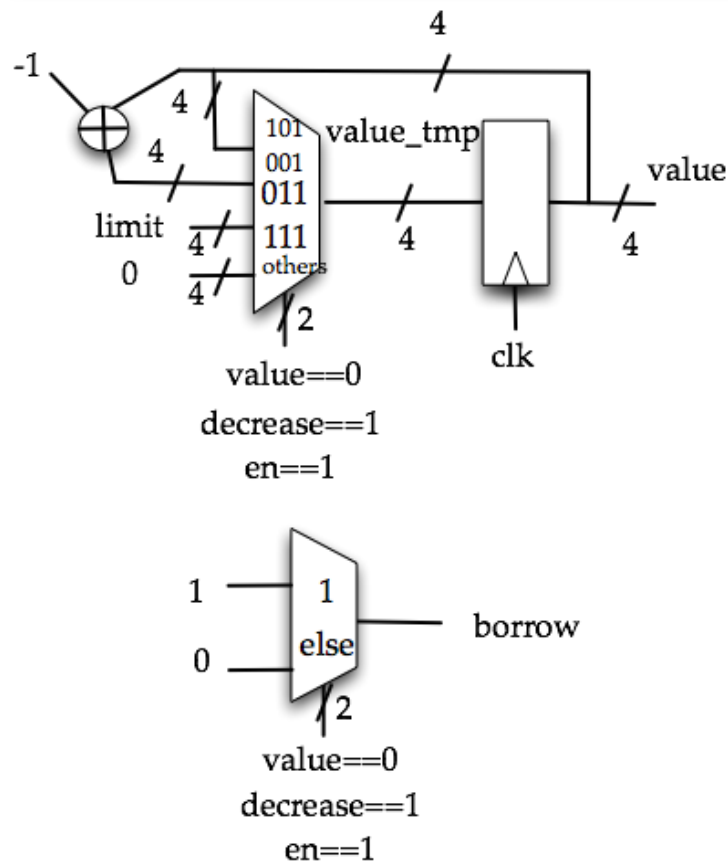 4
-1
4
101
value_tmp
001
4
011
value
limit
4
111
4
4
0
others
4
2
clk
value==0
decrease==1
en==1
1
1
borrow
else
0
2
value==0
decrease==1
en==1